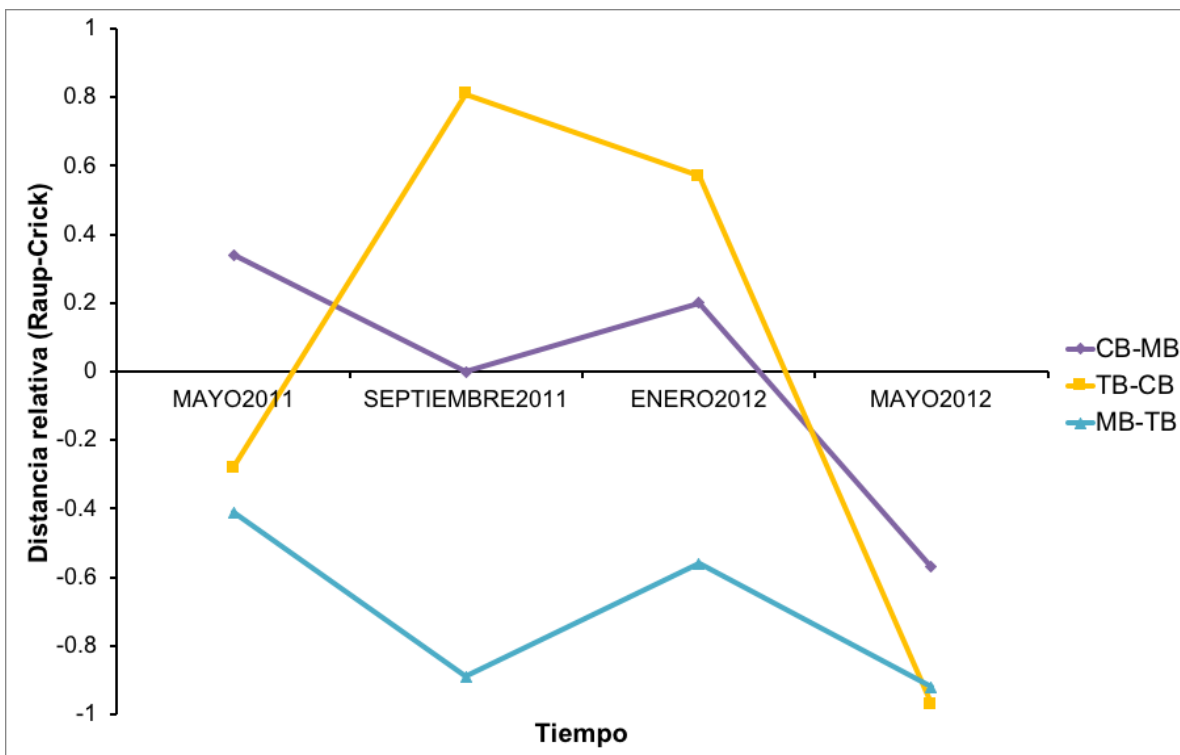 1
0.8
0.6
0.4
0.2
0
-0.2
-0.4
-0.6
-0.8
-1
Distancia relativa (Raup-Crick)
MAYO2011 SEPTIEMBRE2011 ENERO2012 MAYO2012
Tiempo
CB-MB
TB-CB
MB-TB